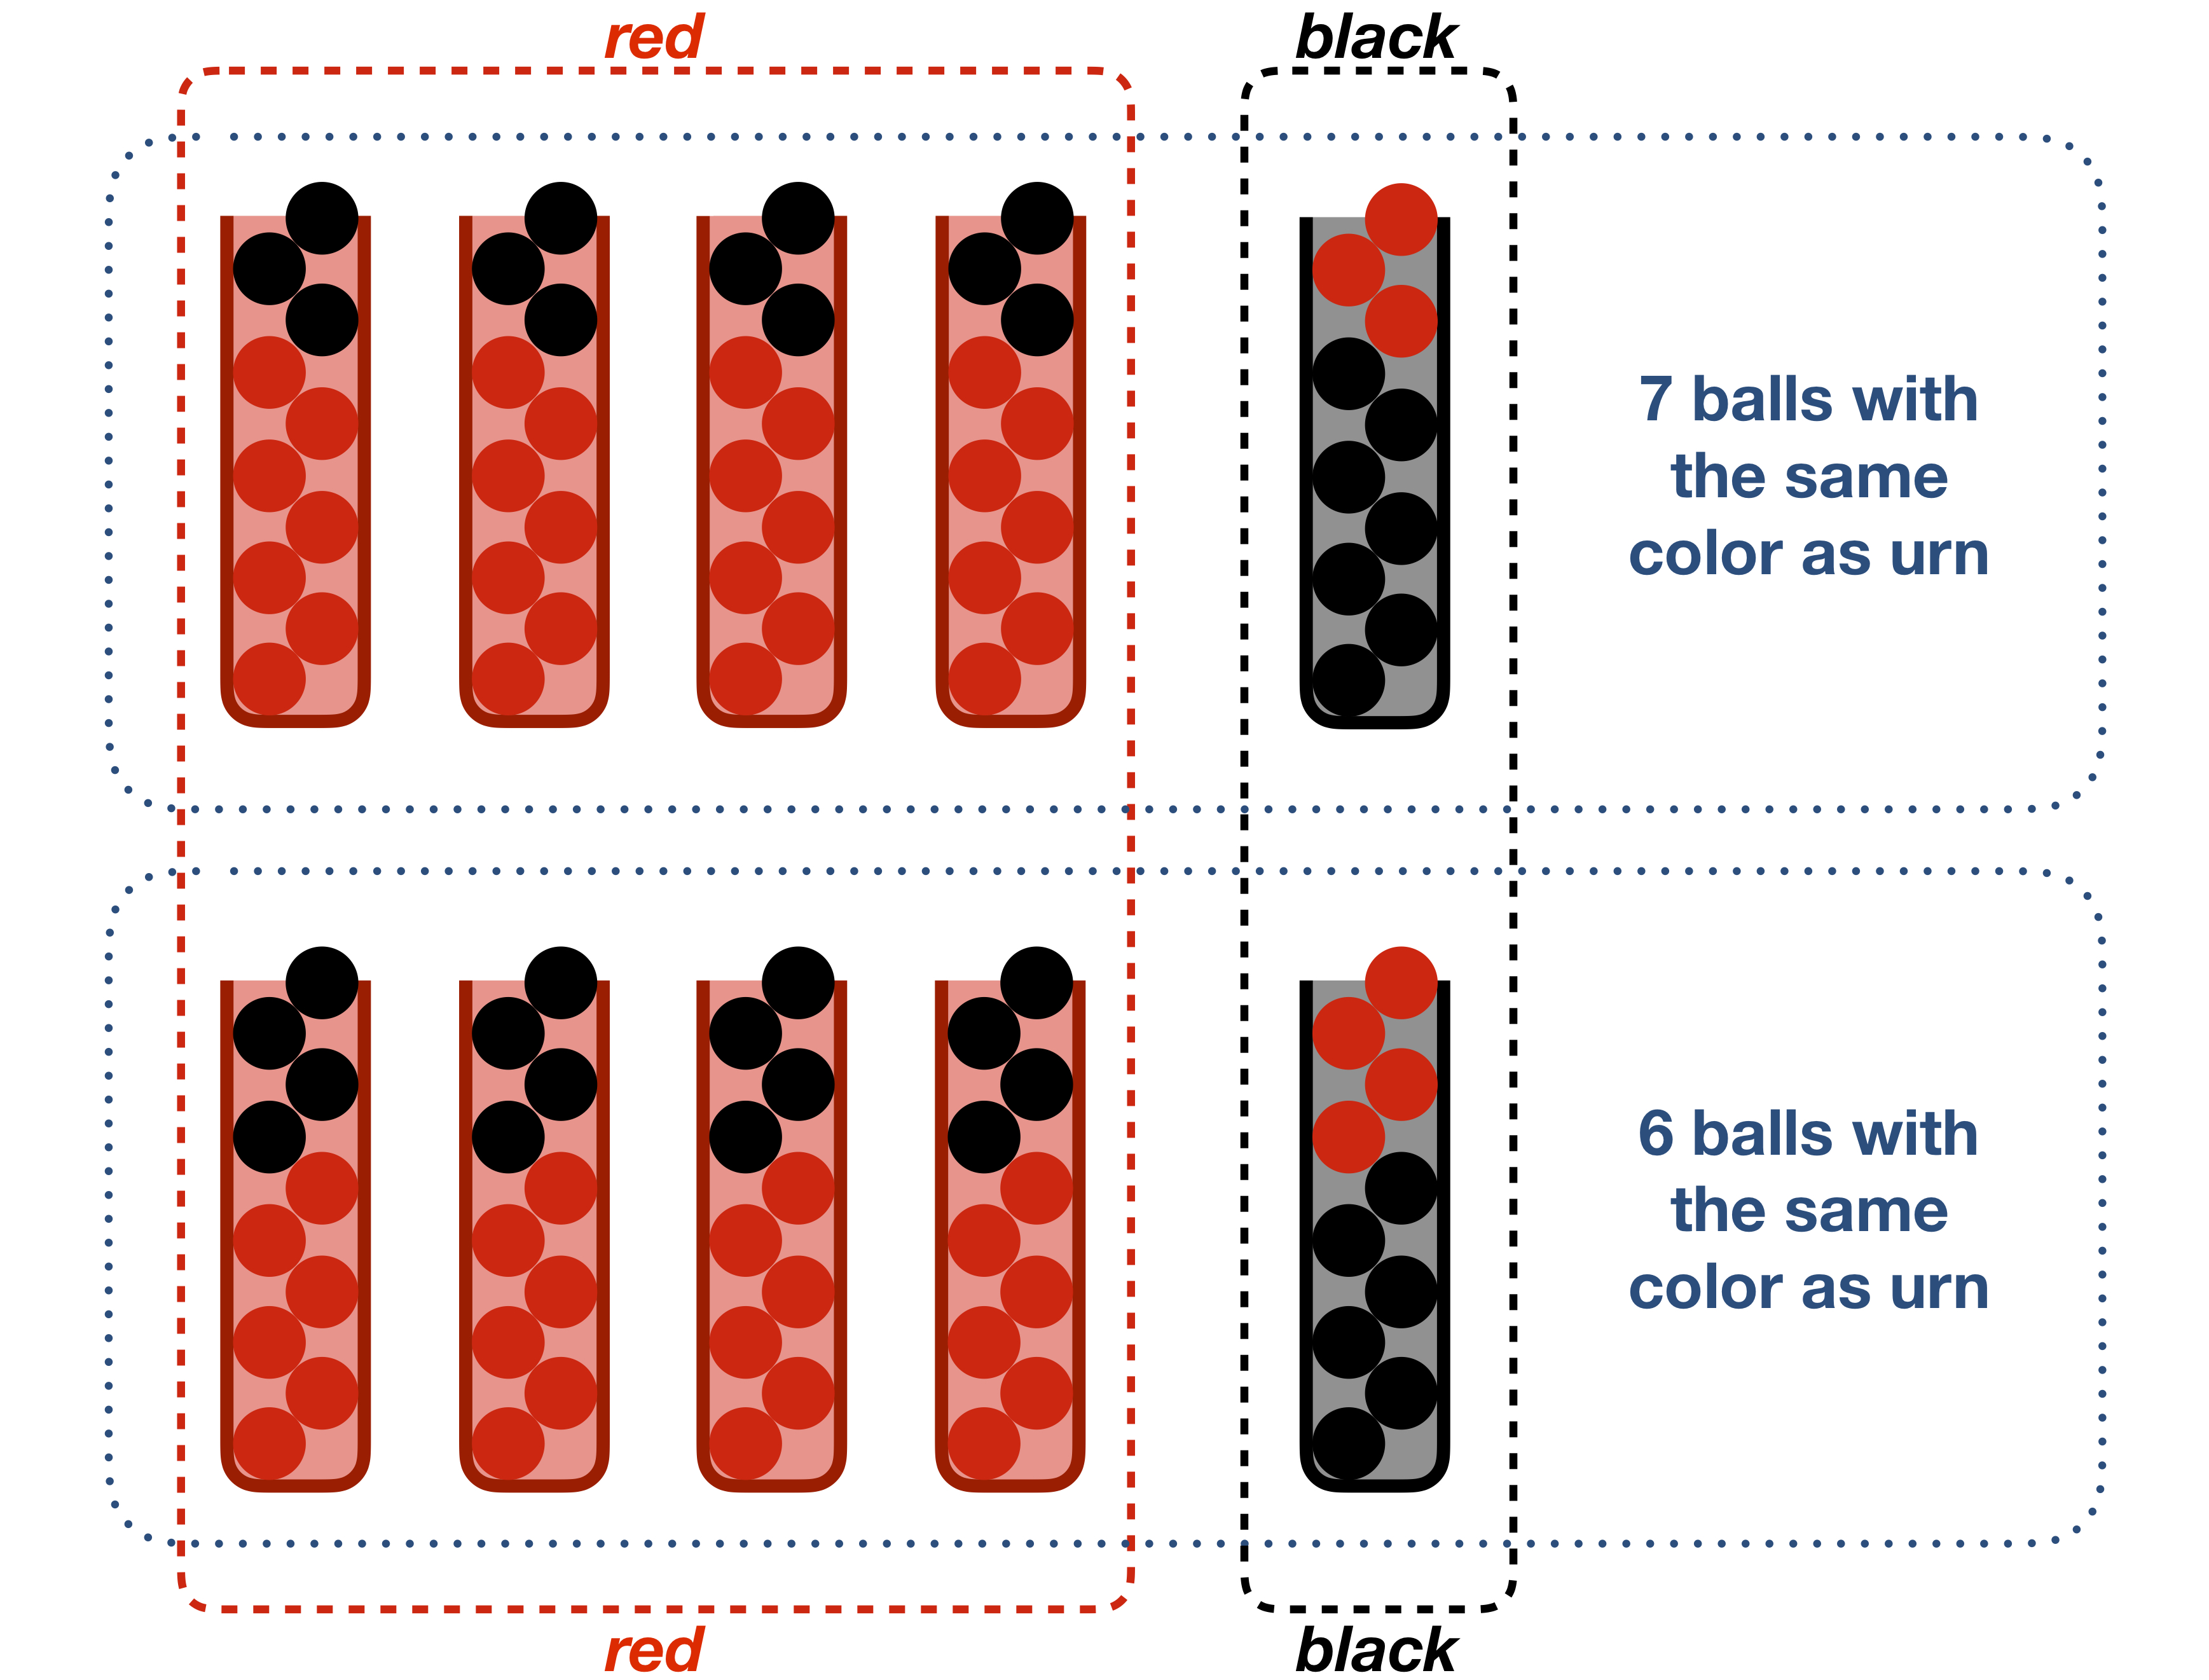 red
black
7 balls with
the same
color as urn
6 balls with
the same
color as urn
red
black